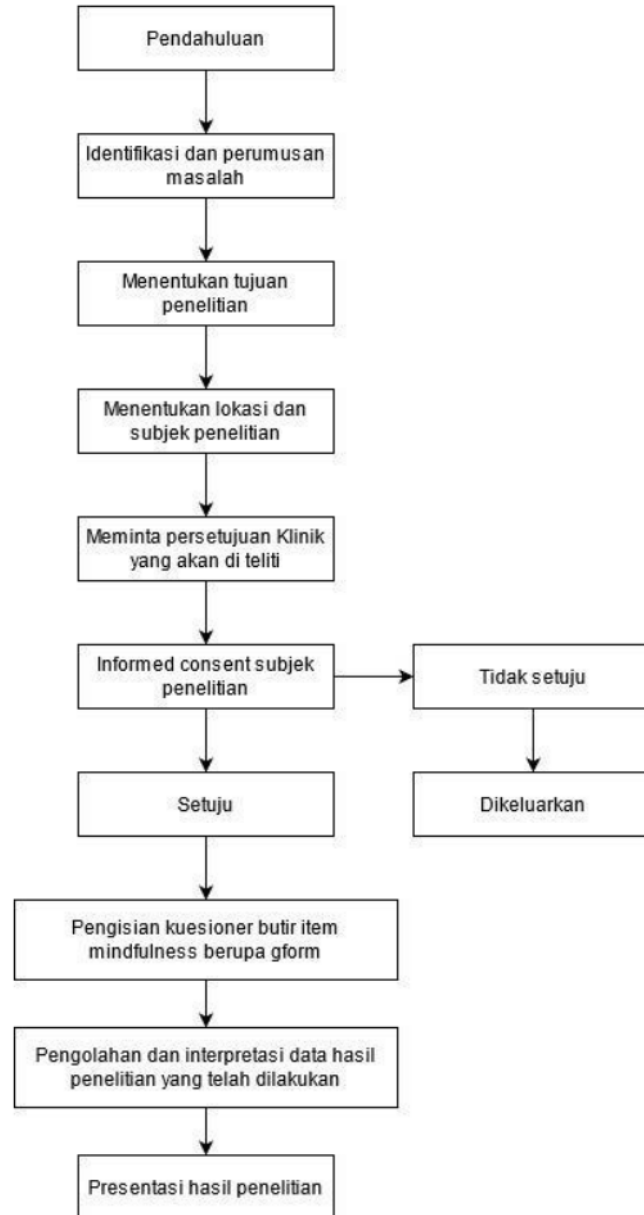 Pendahuluan
Identifikasi dan perumusan
masalah
Menentukan tujuan
penelitian
Menentukan lokasi dan
subjek penelitian
Meminta persetujuan Klinik
yang akan di teliti
Informed consent subjek
penelitian
Tidak setuju
Setuju
Dikeluarkan
Pengisian kuesioner butir item
mindfulness berupa gform
Pengolahan dan interpretasi data hasil
penelitian yang telah dilakukan
Presentasi hasil penelitian